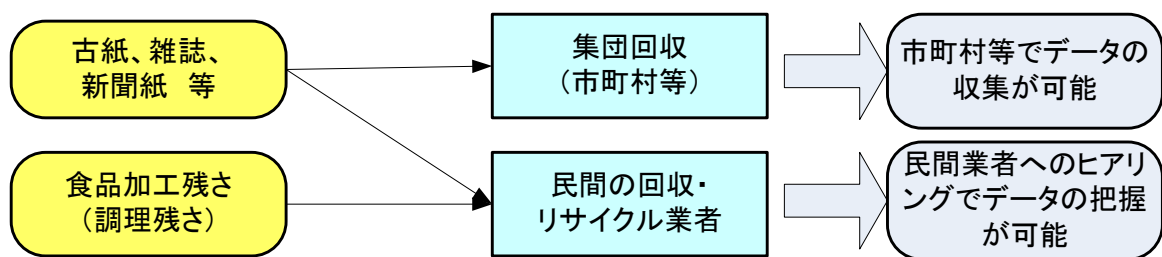 古紙、雑誌、
新聞紙 等
集団回収
(市町村等)
市町村等でデータの
収集が可能
食品加工残さ
(調理残さ)
民間の回収・
リサイクル業者
民間業者へのヒアリ
ングでデータの把握
が可能